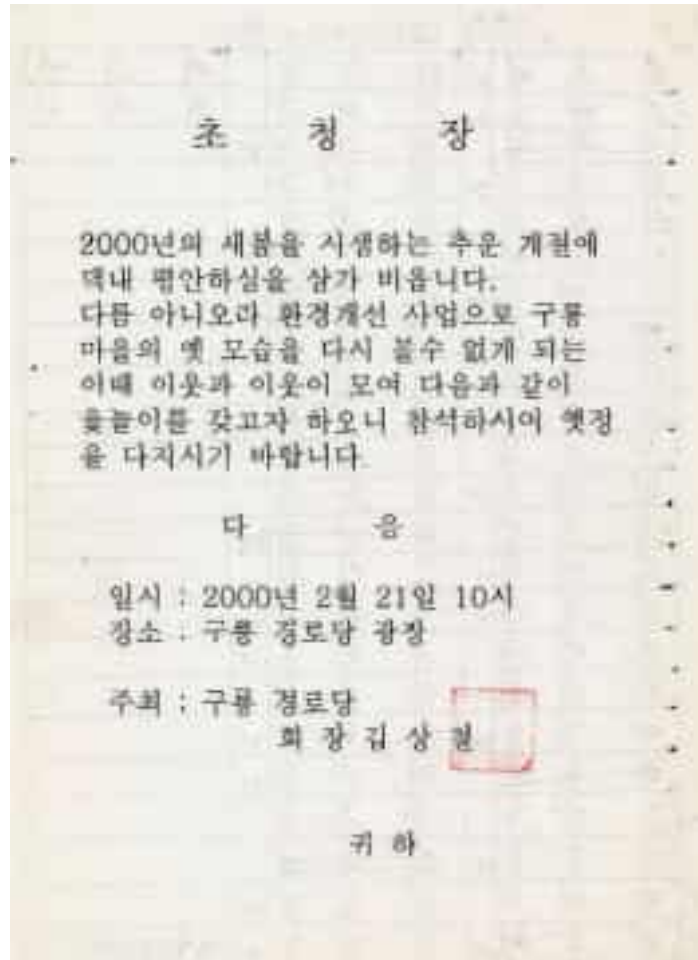 초 청 장
2000년의 새봄을 시샘하는 추운 계절에
댁내 평안하심을 삼가 비옵니다.
다름 아니오라 환경개선 사업으로 구룡
마을의 옛 모습을 다시 볼수 없게 되는
이때 이웃과 이웃이 모여 다음과 같이
윷놀이를 갖고자 하오니 참석하시어 옛정
을 다지시기 바랍니다.
다 음
일시 : 2000년 2월 21일 10시
장소 : 구룡 경로당 광장
주최 : 구룡 경로당
회 장 김 상
귀 하